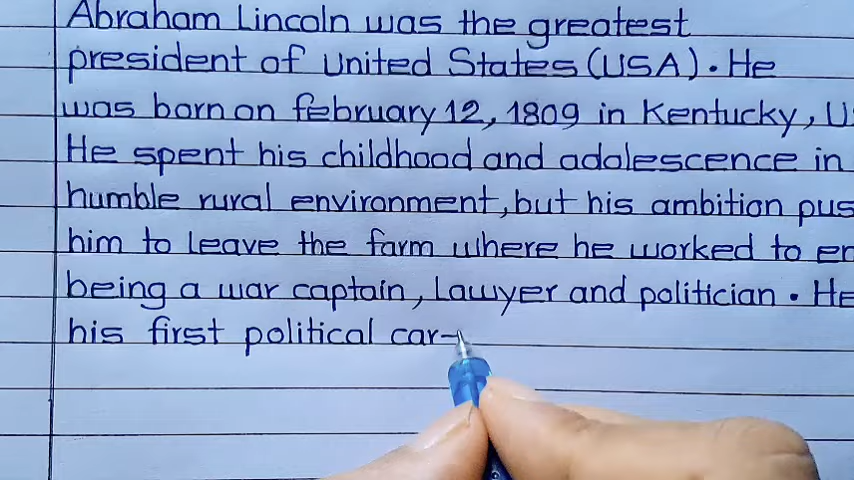 Abraham Lincoln was the greatest
president of United States (USA). He
was born on february 12, 1809 in Kentucky, U
He spent his childhood and adolescence in
humble rural environment, but his ambition pus
him to leave the farm where he worked to en
being a war captain, Lawyer and politician. He
his first political car